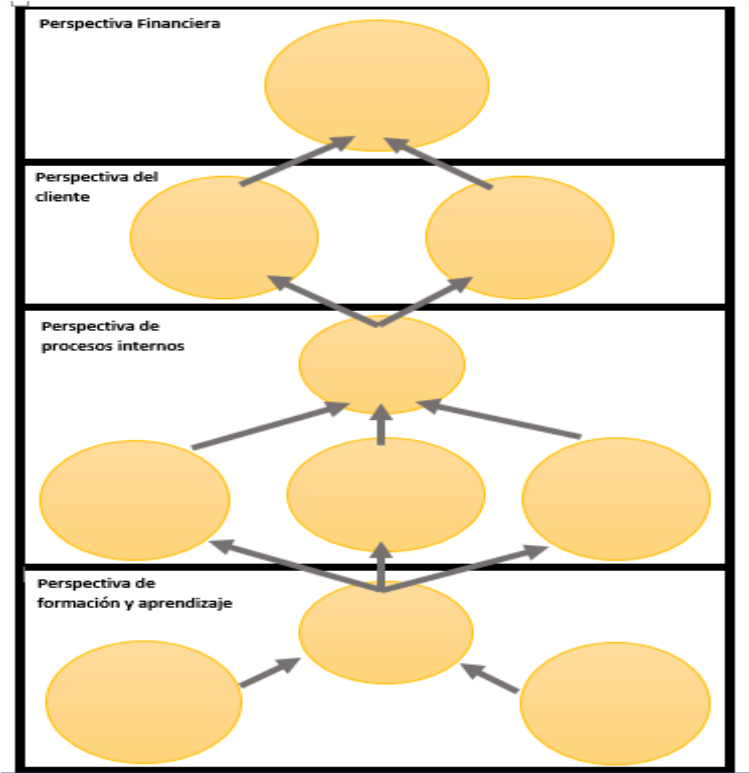 Perspectiva Financiera
Perspectiva del
cliente
Perspectiva de
procesos internos
Perspectiva de
formación y aprendizaje